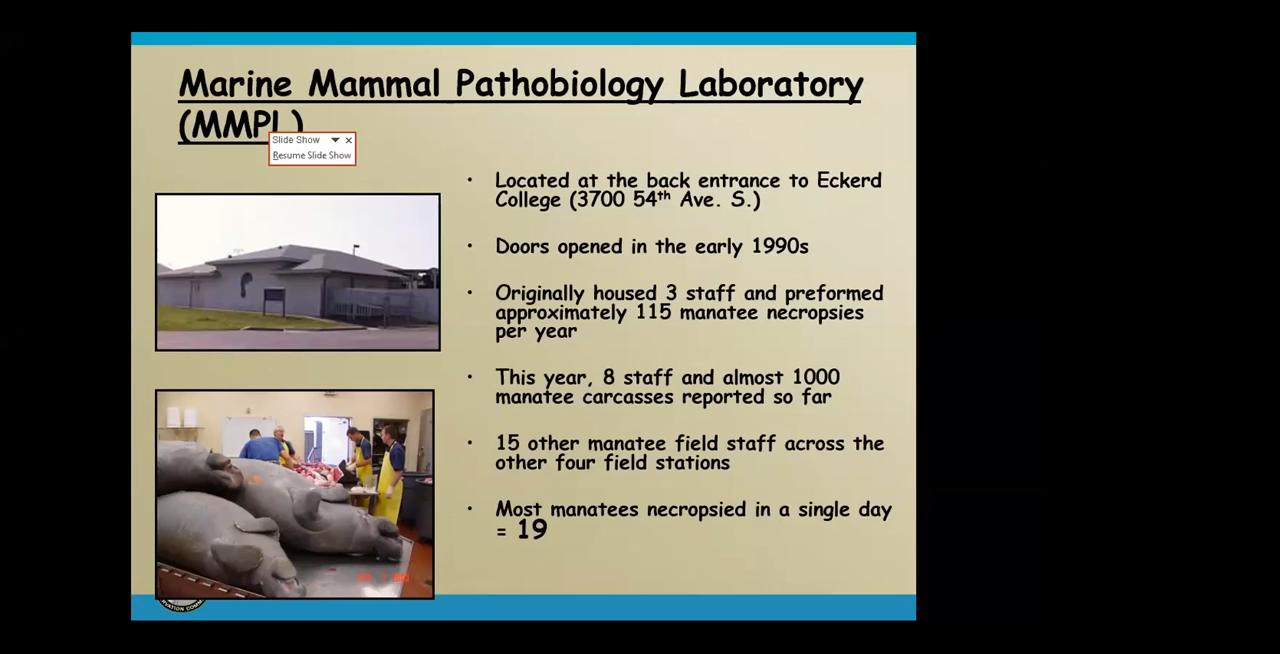 Marine Mammal Pathobiology Laboratory
(MMPL)
Slide Show
Resume Slide Show
• Located at the back entrance to Eckerd
College (3700 54th Ave. S.)
• Doors opened in the early 1990s
• Originally housed 3 staff and preformed
approximately 115 manatee necropsies
per year
• This year, 8 staff and almost 1000
manatee carcasses reported so far
• 15 other manatee field staff across the
other four field stations
• Most manatees necropsied in a single day
= 19